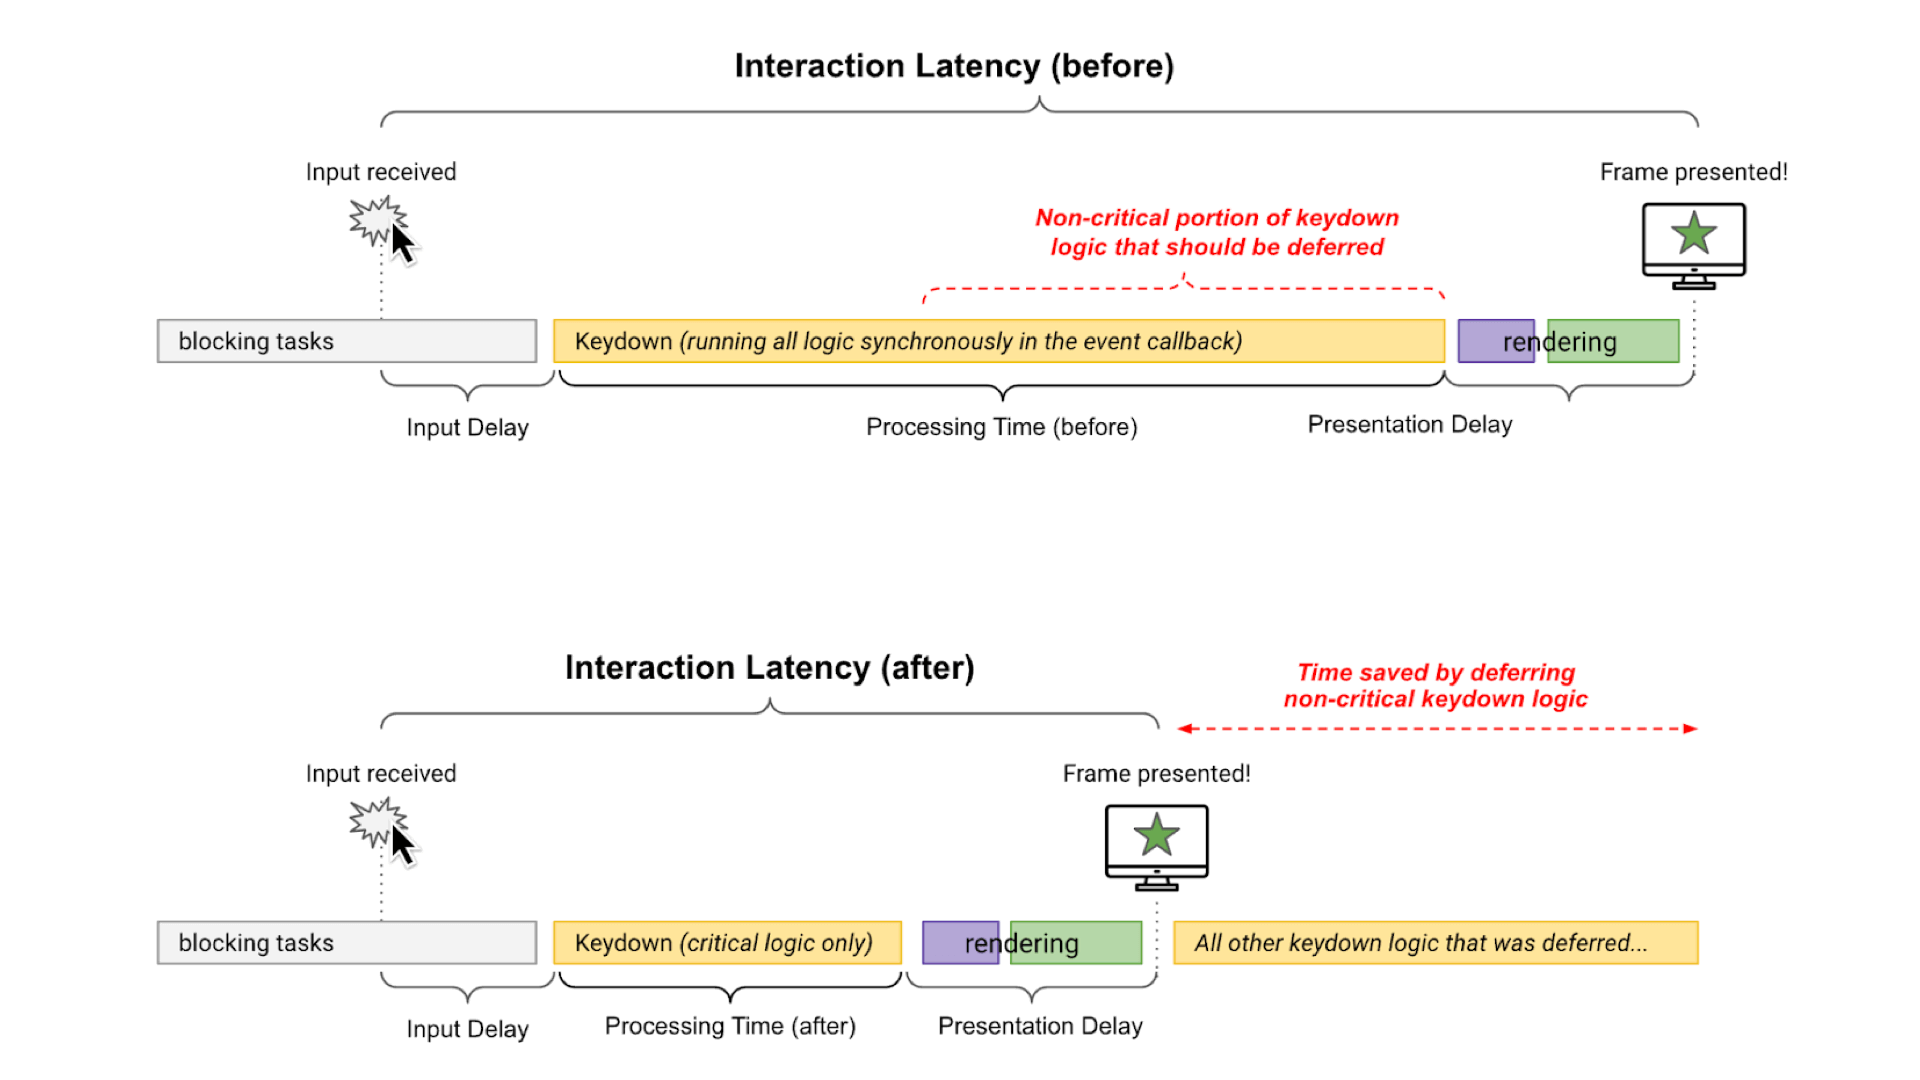 Interaction Latency (before)
Input received
Frame presented!
Non-critical portion of keydown
logic that should be deferred
blocking tasks
Keydown (running all logic synchronously in the event callback)
rendering
Input Delay
Processing Time (before)
Presentation Delay
Interaction Latency (after)
Time saved by deferring
non-critical keydown logic
Input received
Frame presented!
blocking tasks
Keydown (critical logic only)
rendering
All other keydown logic that was deferred...
Input Delay
Processing Time (after)
Presentation Delay